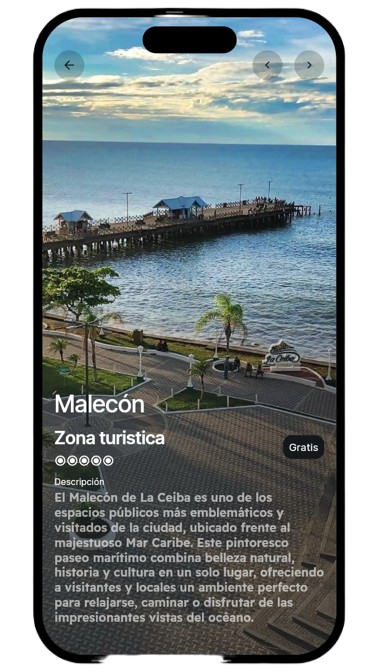 La Ceiba
Malecón
Zona turistica
Gratis
Descripción
El Malecón de La Ceiba es uno de los
espacios públicos más emblemáticos y
visitados de la ciudad, ubicado frente al
majestuoso Mar Caribe. Este pintoresco
paseo marítimo combina belleza natural,
historia y cultura en un solo lugar, ofreciendo
a visitantes y locales un ambiente perfecto
para relajarse, caminar o disfrutar de las
impresionantes vistas del océano.